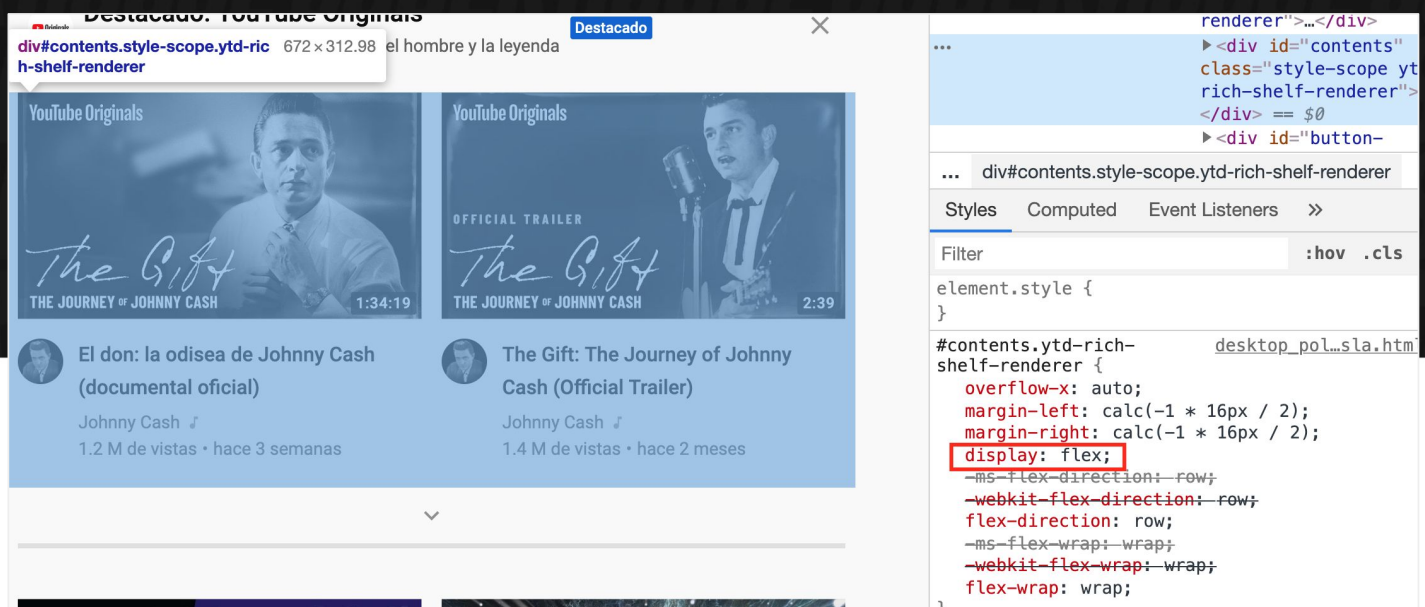 Originals
Destacado: YouTube Originals
Destacado
div#contents.style-scope.ytd-ric
h-shelf-renderer
672 × 312.98
el hombre y la leyenda
YouTube Originals
THE JOURNEY OF JOHNNY CASH
The Gift
1:34:19
YouTube Originals
OFFICIAL TRAILER
The Gift
THE JOURNEY OF JOHNNY CASH
2:39
El don: la odisea de Johnny Cash
(documental oficial)
Johnny Cash
1.2 M de vistas • hace 3 semanas
The Gift: The Journey of Johnny
Cash (Official Trailer)
Johnny Cash
1.4 M de vistas • hace 2 meses
renderer">…</div>
... <div id="contents"
class="style-scope yt
rich-shelf-renderer">
</div> == $0
<div id="button-
... div#contents.style-scope.ytd-rich-shelf-renderer
Styles Computed Event Listeners »
Filter :hov .cls
element.style {
}
#contents.ytd-rich- desktop_pol…sla.html
shelf-renderer {
overflow-x: auto;
margin-left: calc(-1 * 16px / 2);
margin-right: calc(-1 * 16px / 2);
display: flex;
-ms-flex-direction: row;
-webkit-flex-direction: row;
flex-direction: row;
-ms-flex-wrap: wrap;
-webkit-flex-wrap: wrap;
flex-wrap: wrap;
}